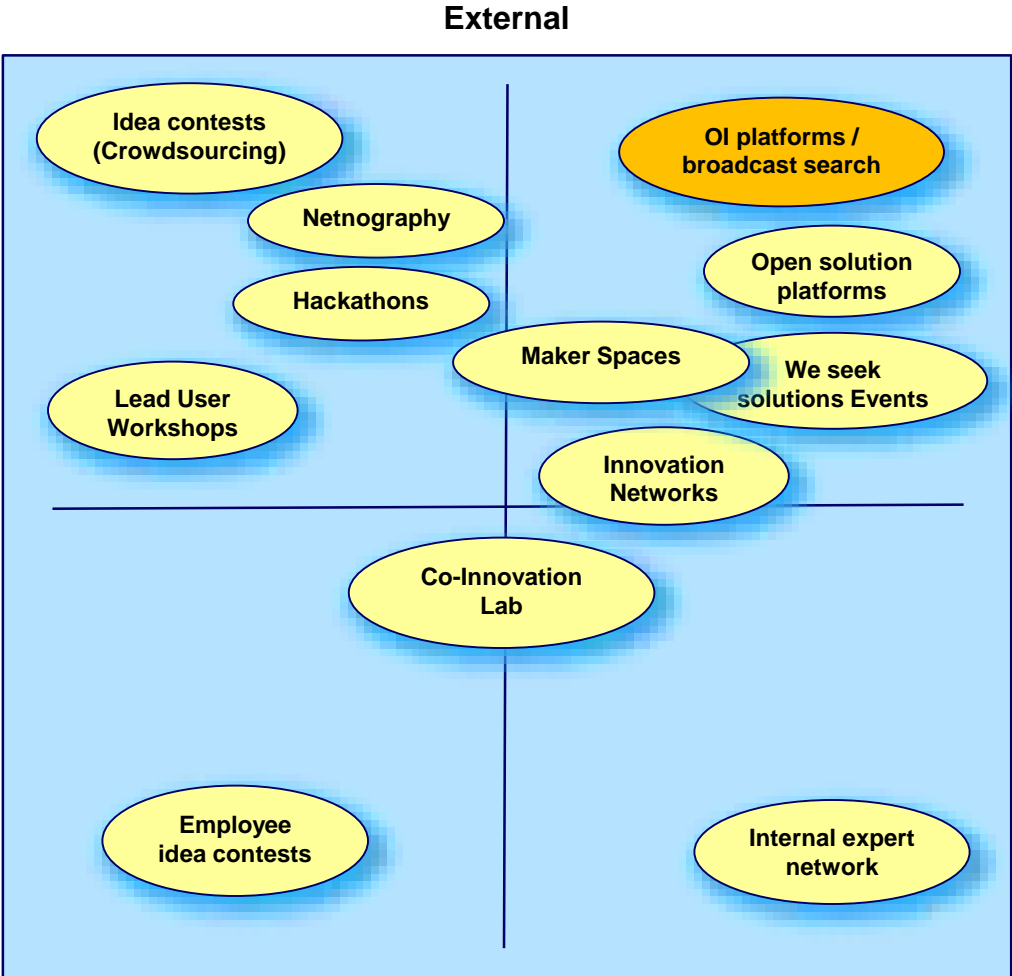 External
Idea contests
(Crowdsourcing)
OI platforms /
broadcast search
Netnography
Open solution
platforms
Hackathons
Maker Spaces
We seek
solutions Events
Lead User
Workshops
Innovation
Networks
Co-Innovation
Lab
Employee
idea contests
Internal expert
network